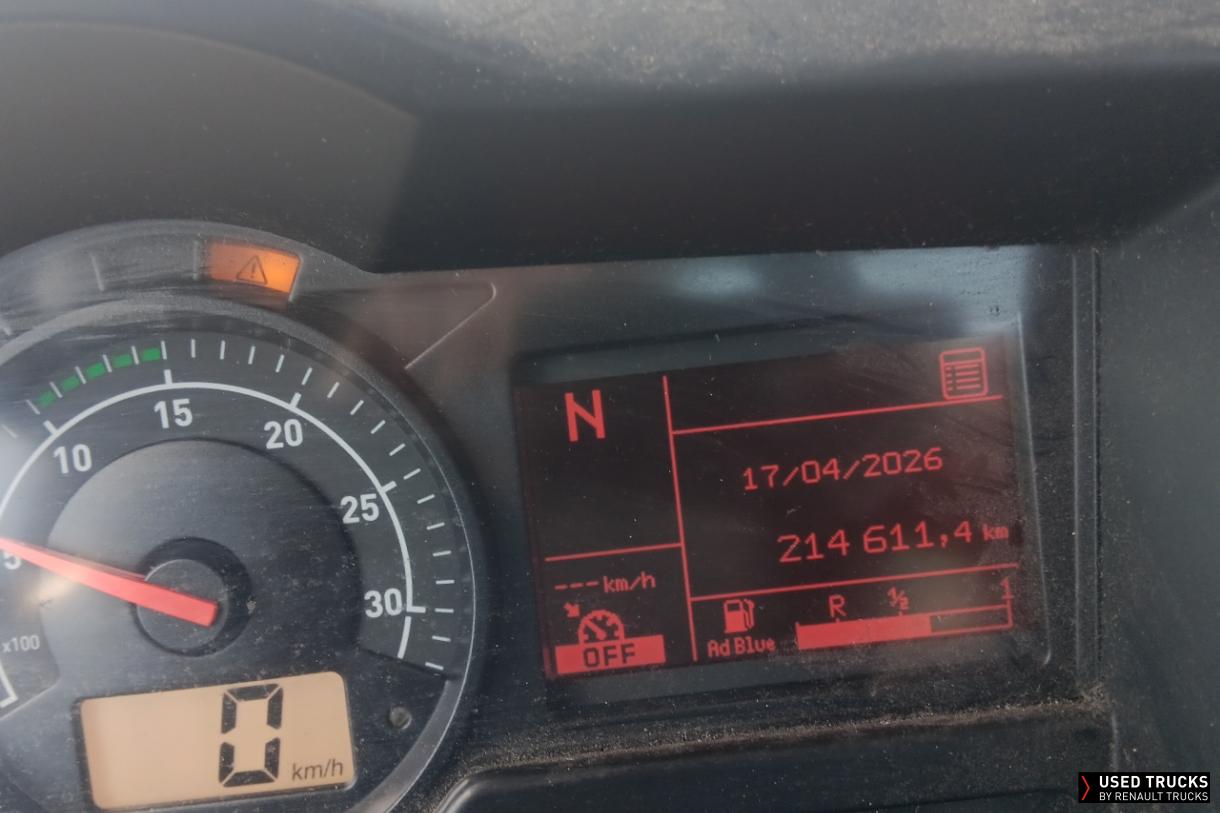 5
10
15
20
25
30
x100
0
km/h
N
17/04/2026
214 611,4 km
---km/h
OFF
R ½ 1
Ad Blue
USED TRUCKS
BY RENAULT TRUCKS